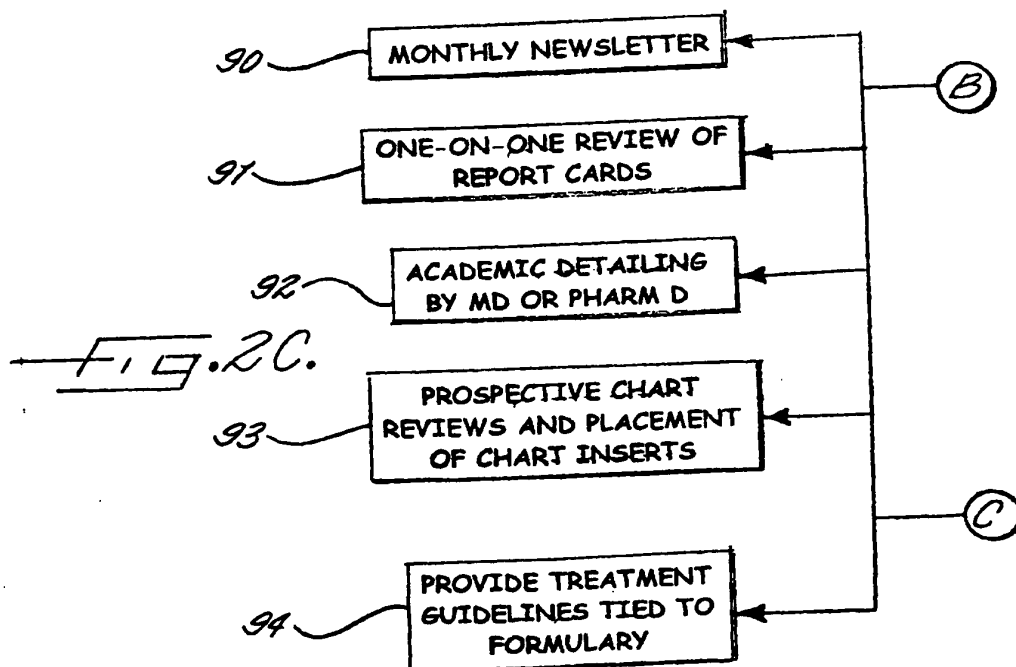 90
MONTHLY NEWSLETTER
B
91
ONE-ON-ONE REVIEW OF
REPORT CARDS
92
ACADEMIC DETAILING
BY MD OR PHARM D
Fig. 2C.
93
PROSPECTIVE CHART
REVIEWS AND PLACEMENT
OF CHART INSERTS
C
94
PROVIDE TREATMENT
GUIDELINES TIED TO
FORMULARY